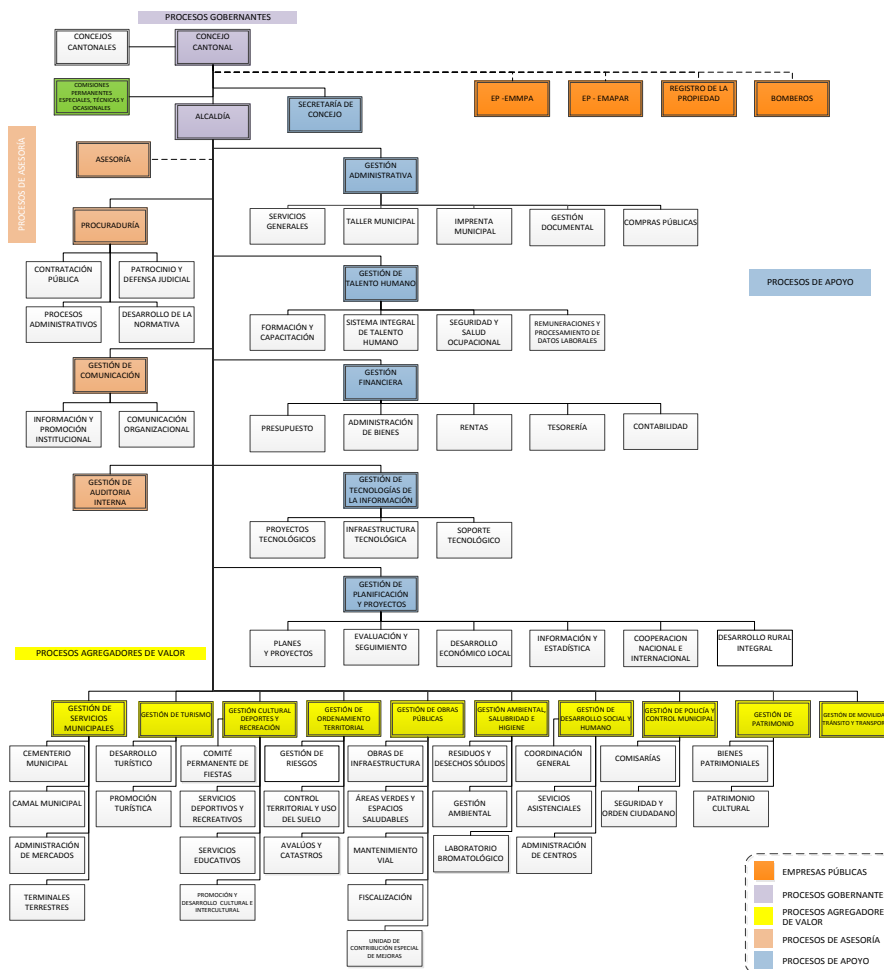 PROCESOS GOBERNANTES
CONCEJOS
CANTONALES
CONCEJO
CANTONAL
COMISIONES
PERMANENTES
ESPECIALES, TÉCNICAS Y
OCASIONALES
ALCALDÍA
SECRETARÍA DE
CONCEJO
EP -EMMPA
EP - EMAPAR
REGISTRO DE LA
PROPIEDAD
BOMBEROS
PROCESOS DE ASESORÍA
ASESORÍA
GESTIÓN
ADMINISTRATIVA
SERVICIOS
GENERALES
TALLER MUNICIPAL
IMPRENTA
MUNICIPAL
GESTIÓN
DOCUMENTAL
COMPRAS PÚBLICAS
PROCURADURÍA
CONTRATACIÓN
PÚBLICA
PATROCINIO Y
DEFENSA JUDICIAL
PROCESOS
ADMINISTRATIVOS
DESARROLLO DE LA
NORMATIVA
GESTIÓN DE
TALENTO HUMANO
PROCESOS DE APOYO
FORMACIÓN Y
CAPACITACIÓN
SISTEMA INTEGRAL
DE TALENTO
HUMANO
SEGURIDAD Y
SALUD
OCUPACIONAL
REMUNERACIONES Y
PROCESAMIENTO DE
DATOS LABORALES
GESTIÓN DE
COMUNICACIÓN
INFORMACIÓN Y
PROMOCIÓN
INSTITUCIONAL
COMUNICACIÓN
ORGANIZACIONAL
GESTIÓN
FINANCIERA
PRESUPUESTO
ADMINISTRACIÓN
DE BIENES
RENTAS
TESORERÍA
CONTABILIDAD
GESTIÓN DE
AUDITORIA
INTERNA
GESTIÓN DE
TECNOLOGÍAS DE
LA INFORMACIÓN
PROYECTOS
TECNOLÓGICOS
INFRAESTRUCTURA
TECNOLÓGICA
SOPORTE
TECNOLÓGICO
GESTIÓN DE
PLANIFICACIÓN
Y PROYECTOS
PLANES
Y PROYECTOS
EVALUACIÓN Y
SEGUIMIENTO
DESARROLLO
ECONÓMICO LOCAL
INFORMACIÓN Y
ESTADÍSTICA
COOPERACION
NACIONAL E
INTERNACIONAL
DESARROLLO RURAL
INTEGRAL
PROCESOS AGREGADORES DE VALOR
GESTIÓN DE
SERVICIOS
MUNICIPALES
CEMENTERIO
MUNICIPAL
CAMAL MUNICIPAL
ADMINISTRACIÓN
DE MERCADOS
TERMINALES
TERRESTRES
GESTIÓN DE TURISMO
DESARROLLO
TURÍSTICO
PROMOCIÓN
TURÍSTICA
GESTIÓN CULTURAL
DEPORTES Y
RECREACIÓN
COMITÉ
PERMANENTE DE
FIESTAS
SERVICIOS
DEPORTIVOS Y
RECREATIVOS
SERVICIOS
EDUCATIVOS
PROMOCIÓN Y
DESARROLLO CULTURAL E
INTERCULTURAL
GESTIÓN DE
ORDENAMIENTO
TERRITORIAL
GESTIÓN DE
RIESGOS
CONTROL
TERRITORIAL Y USO
DEL SUELO
AVALÚOS Y
CATASTROS
GESTIÓN DE OBRAS
PÚBLICAS
OBRAS DE
INFRAESTRUCTURA
ÁREAS VERDES Y
ESPACIOS
SALUDABLES
MANTENIMIENTO
VIAL
FISCALIZACIÓN
UNIDAD DE
CONTRIBUCIÓN ESPECIAL
DE MEJORAS
GESTIÓN AMBIENTAL,
SALUBRIDAD E
HIGIENE
RESIDUOS Y
DESECHOS SÓLIDOS
GESTIÓN
AMBIENTAL
LABORATORIO
BROMATOLÓGICO
GESTIÓN DE
DESARROLLO SOCIAL Y
HUMANO
COORDINACIÓN
GENERAL
SEVICIOS
ASISTENCIALES
ADMINISTRACIÓN
DE CENTROS
GESTIÓN DE POLICÍA Y
CONTROL MUNICIPAL
COMISARÍAS
SEGURIDAD Y
ORDEN CIUDADANO
GESTIÓN DE
PATRIMONIO
BIENES
PATRIMONIALES
PATRIMONIO
CULTURAL
GESTIÓN DE MOVIUDA
TRÁNSITO Y TRANSPOR
EMPRESAS PÚBLICAS
PROCESOS GOBERNANTE
PROCESOS AGREGADORE
DE VALOR
PROCESOS DE ASESORÍA
PROCESOS DE APOYO